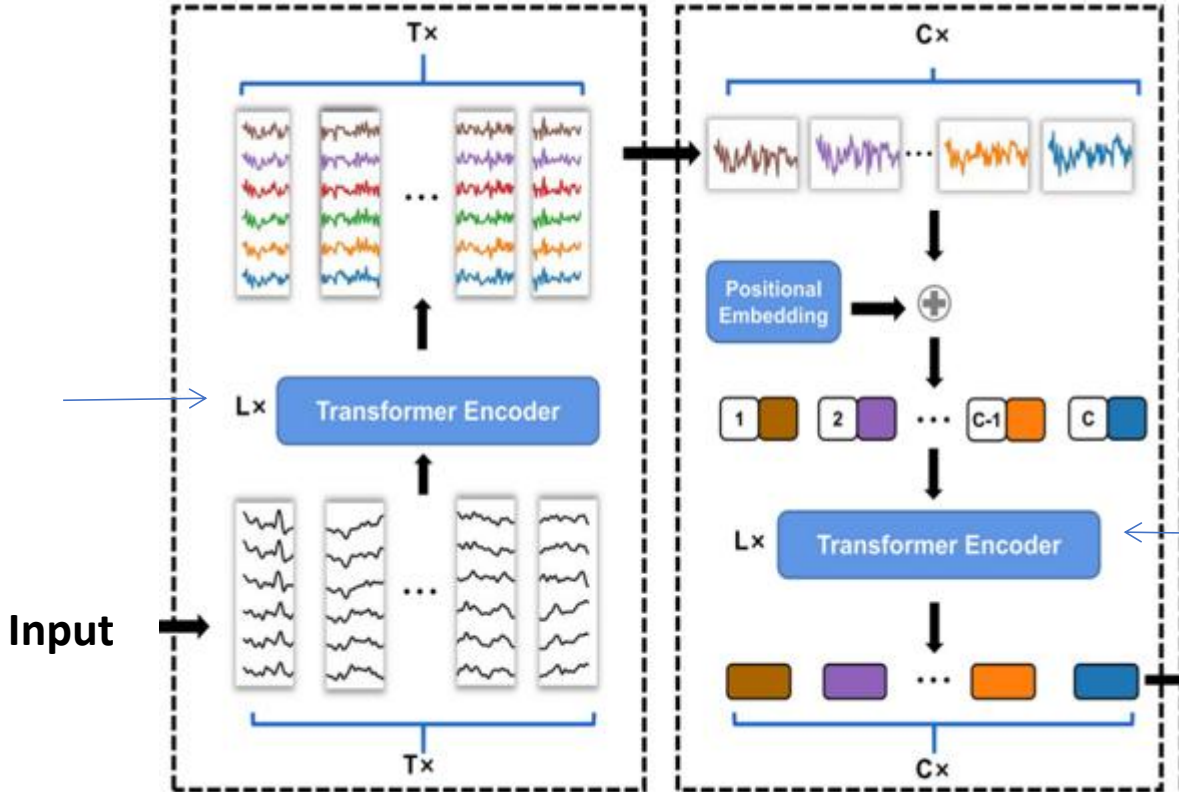 T×
...
L×
Transformer Encoder
...
Input
T×
C×
...
Positional
Embedding
1
2
...
C-1
C
L×
Transformer Encoder
...
C×